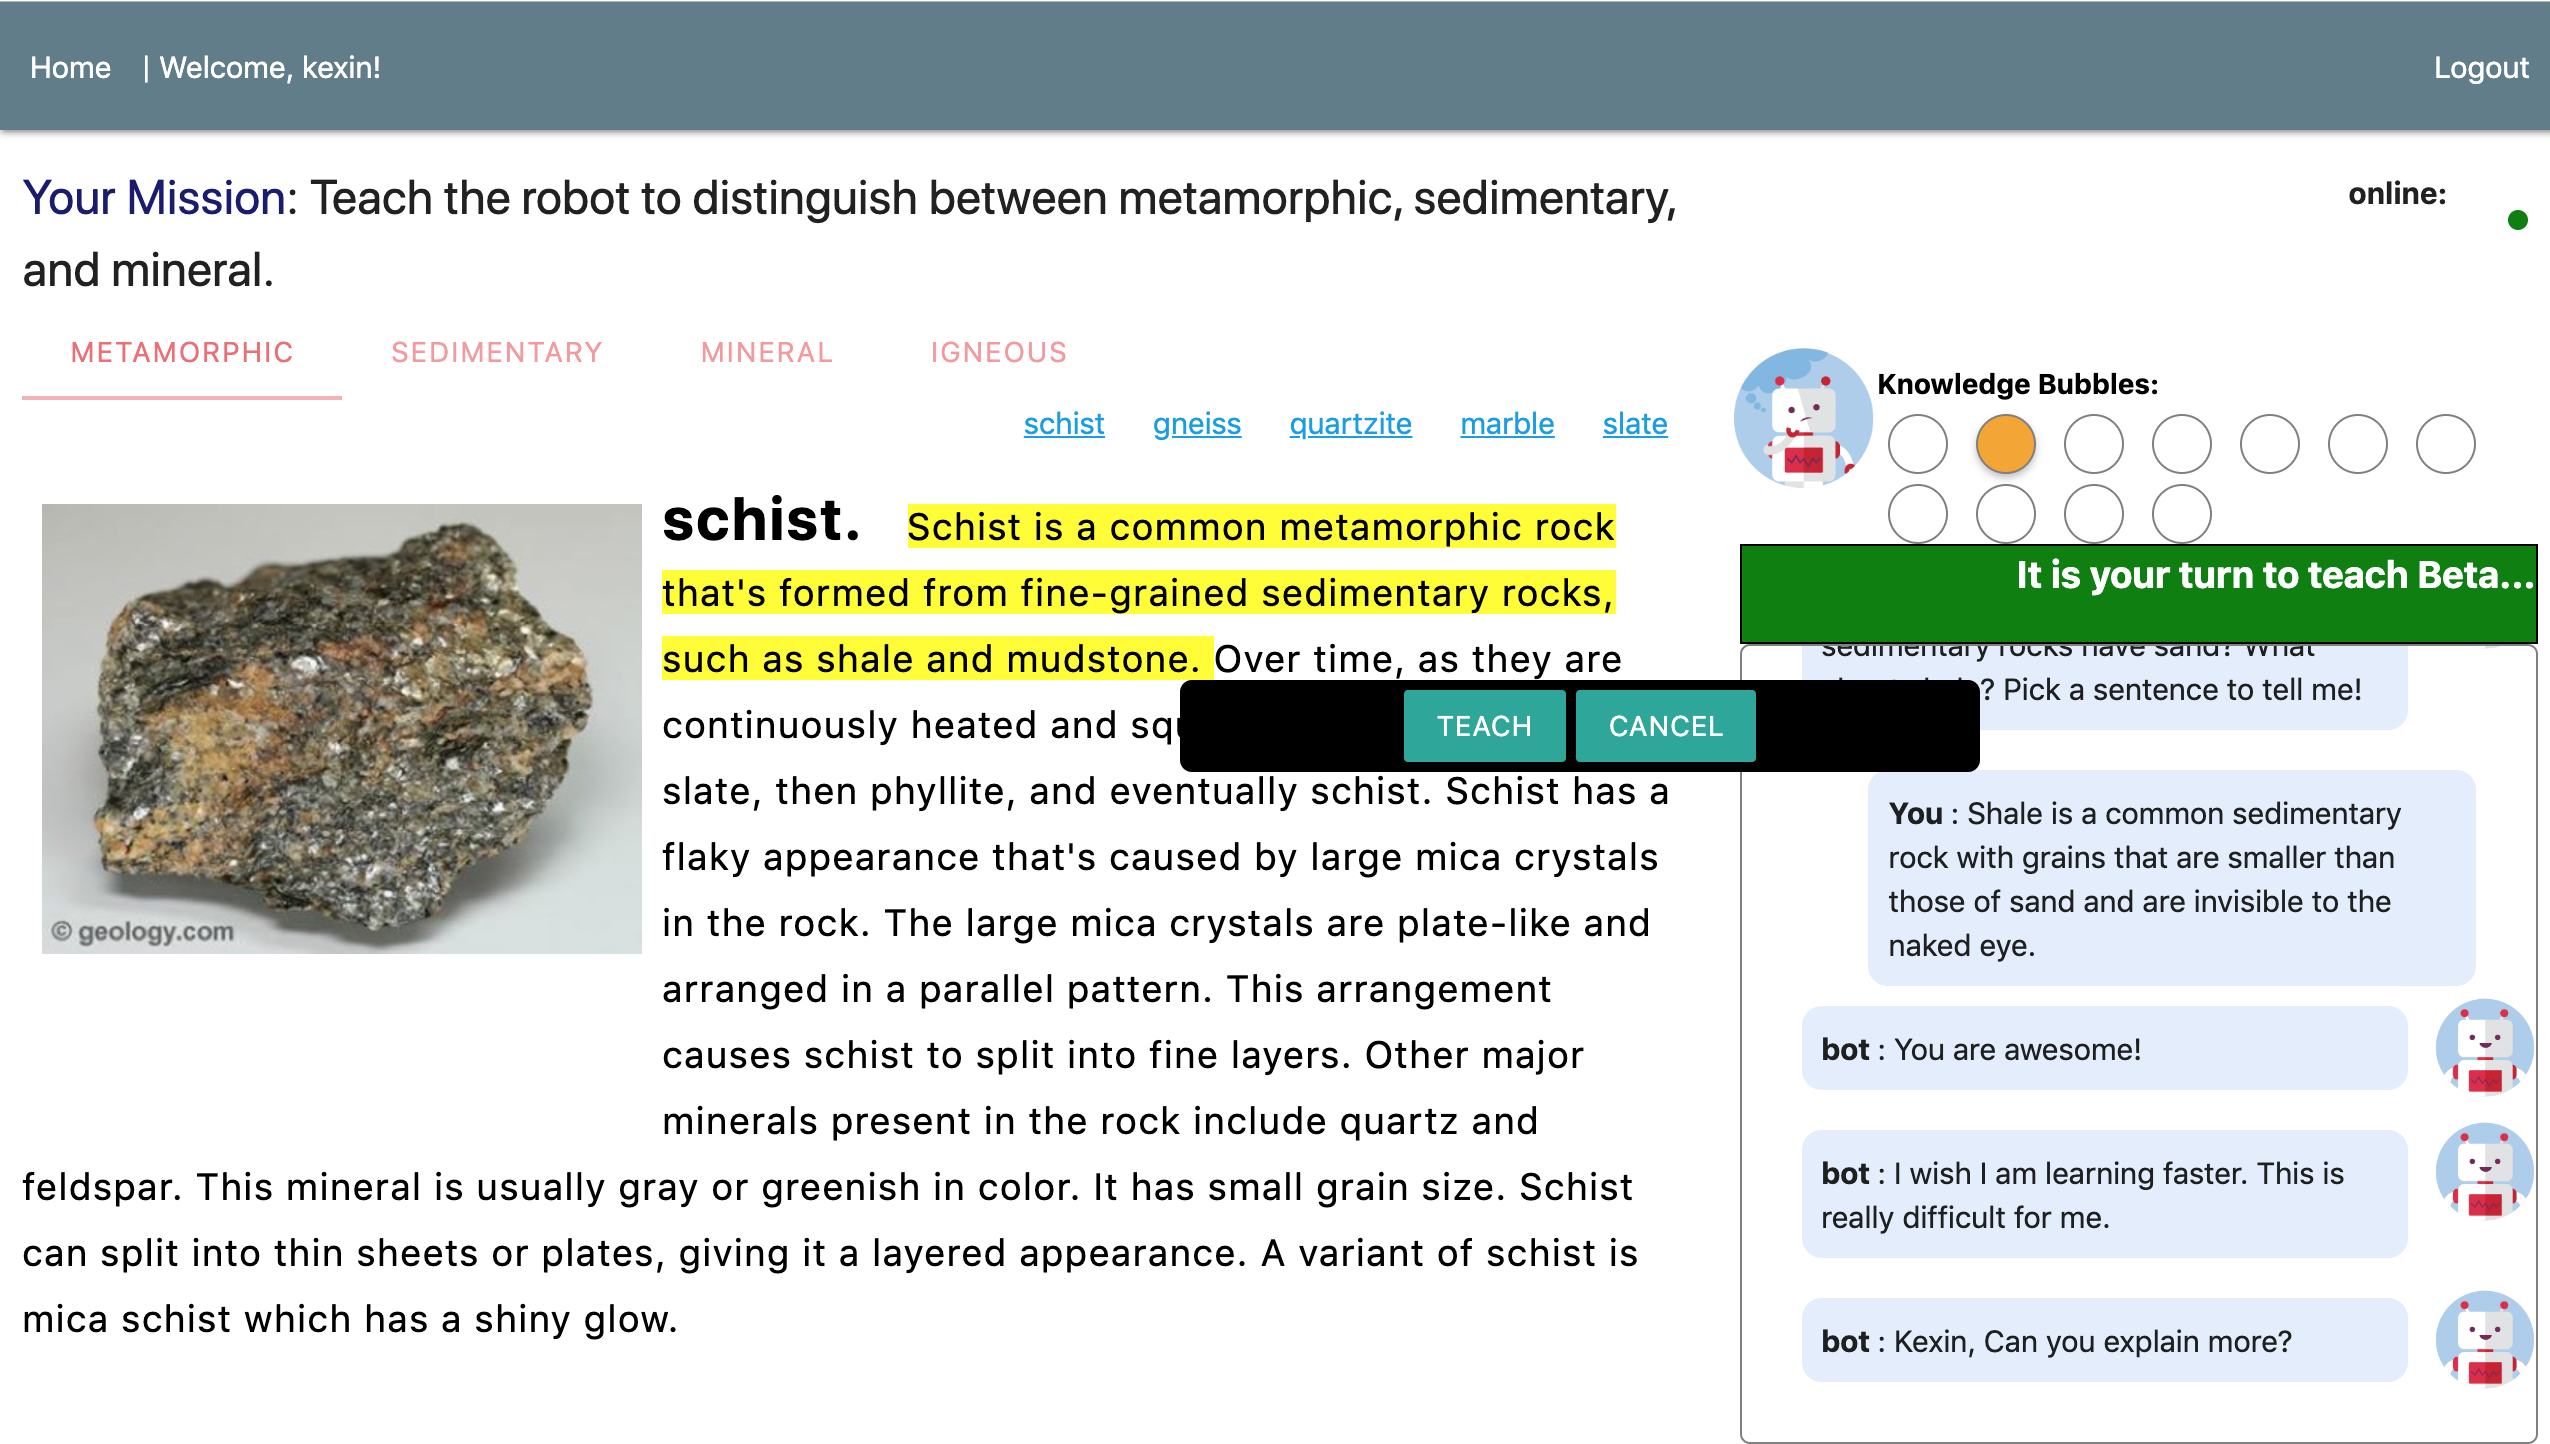 Home | Welcome, kexin!
Logout
Your Mission: Teach the robot to distinguish between metamorphic, sedimentary,
and mineral.
online:
METAMORPHIC SEDIMENTARY MINERAL IGNEOUS
schist gneiss quartzite marble slate
schist. Schist is a common metamorphic rock
that's formed from fine-grained sedimentary rocks,
such as shale and mudstone. Over time, as they are
continuously heated and
slate, then phyllite, and eventually schist. Schist has a
flaky appearance that's caused by large mica crystals
in the rock. The large mica crystals are plate-like and
arranged in a parallel pattern. This arrangement
causes schist to split into fine layers. Other major
minerals present in the rock include quartz and
feldspar. This mineral is usually gray or greenish in color. It has small grain size. Schist
can split into thin sheets or plates, giving it a layered appearance. A variant of schist is
mica schist which has a shiny glow.
© geology.com
TEACH CANCEL
Knowledge Bubbles:
It is your turn to teach Beta...
sedimentary rocks have sand? What
? Pick a sentence to tell me!
You : Shale is a common sedimentary
rock with grains that are smaller than
those of sand and are invisible to the
naked eye.
bot : You are awesome!
bot : I wish I am learning faster. This is
really difficult for me.
bot : Kexin, Can you explain more?